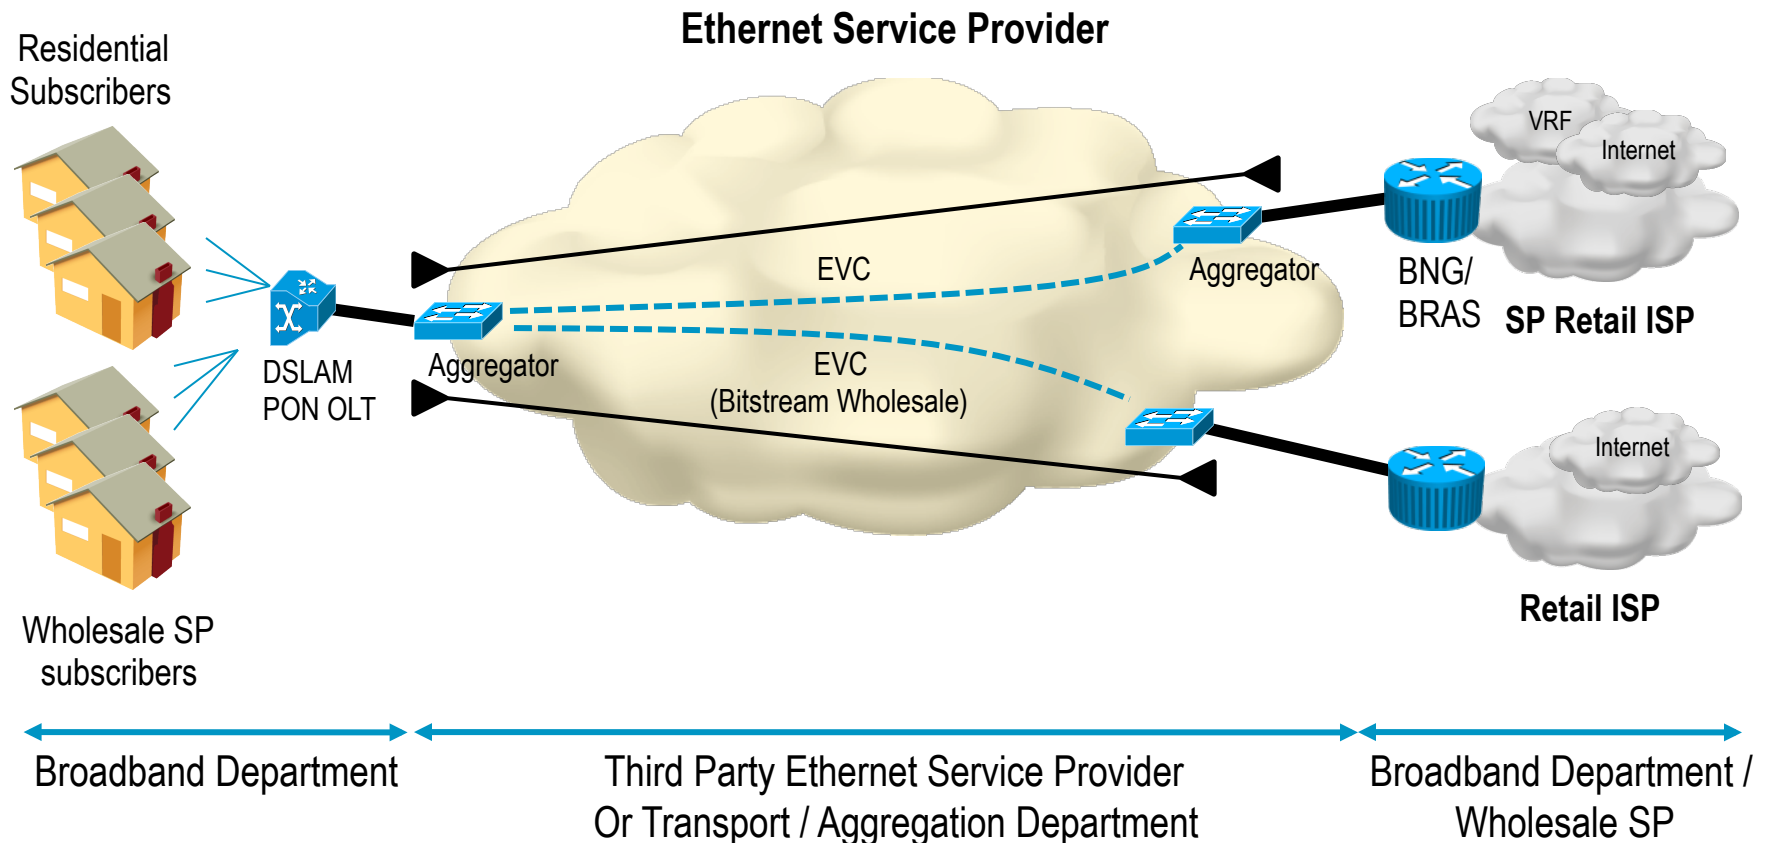 Ethernet Service Provider
Residential
Subscribers
VRF
Internet
EVC
Aggregator
BNG/
BRAS
SP Retail ISP
DSLAM
PON OLT
Aggregator
EVC
(Bitstream Wholesale)
Internet
Retail ISP
Wholesale SP
subscribers
Broadband Department
Third Party Ethernet Service Provider
Or Transport / Aggregation Department
Broadband Department /
Wholesale SP